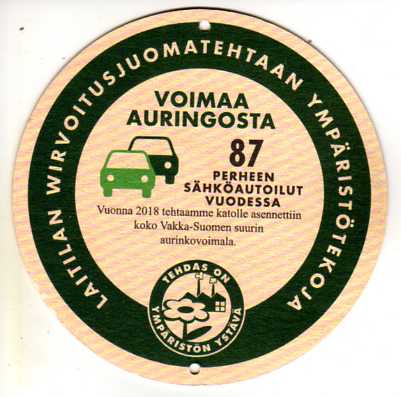 LAITILAN WIRVOITUSJUOMATEHTAAN YMPÄRISTÖTEKOJA
VOIMAA
AURINGOSTA
87
PERHEEN
SÄHKÖAUTOILUT
VUODESSA
Vuonna 2018 tehtaamme katolle asennettiin
koko Vakka-Suomen suurin
aurinkovoimala.
TEHDAS ON
YMPÄRISTÖN YSTÄVÄ